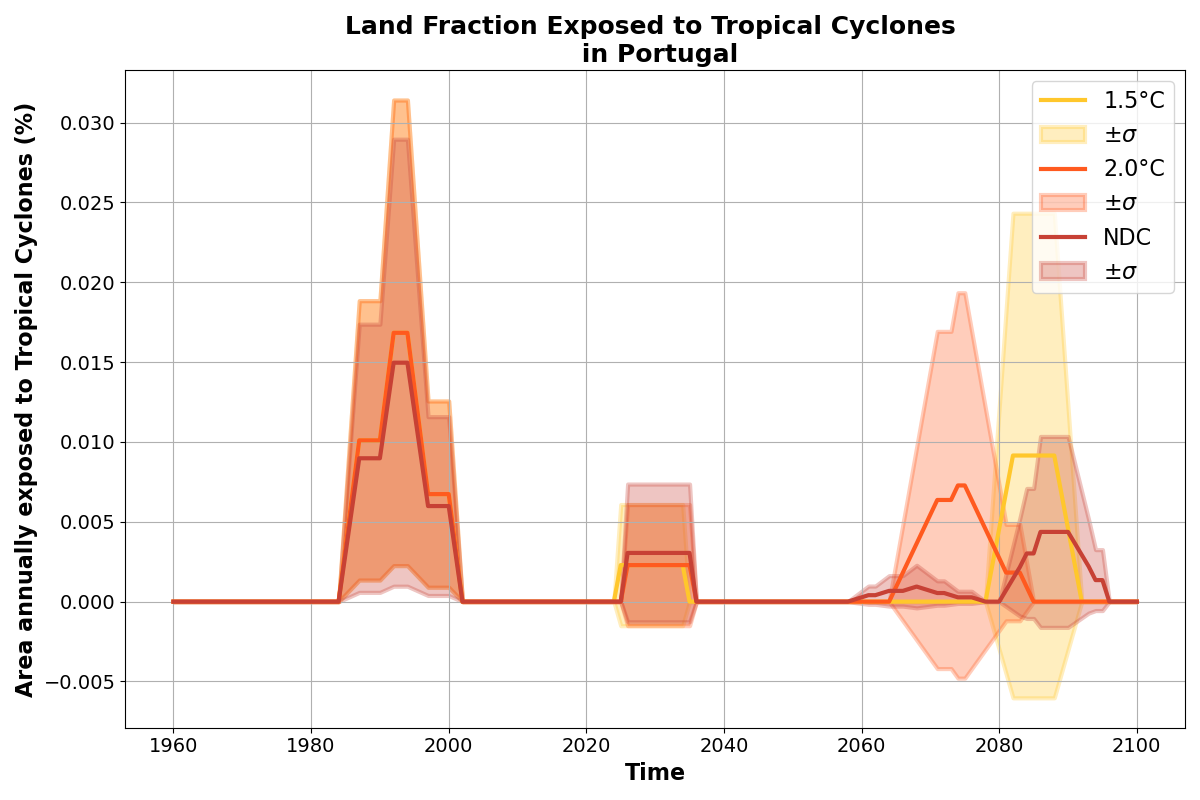 Land Fraction Exposed to Tropical Cyclones
in Portugal
Area annually exposed to Tropical Cyclones (%)
0.030
0.025
0.020
0.015
0.010
0.005
0.000
−0.005
1960
1980
2000
2020
2040
2060
2080
2100
Time
1.5°C
±σ
2.0°C
±σ
NDC
±σ